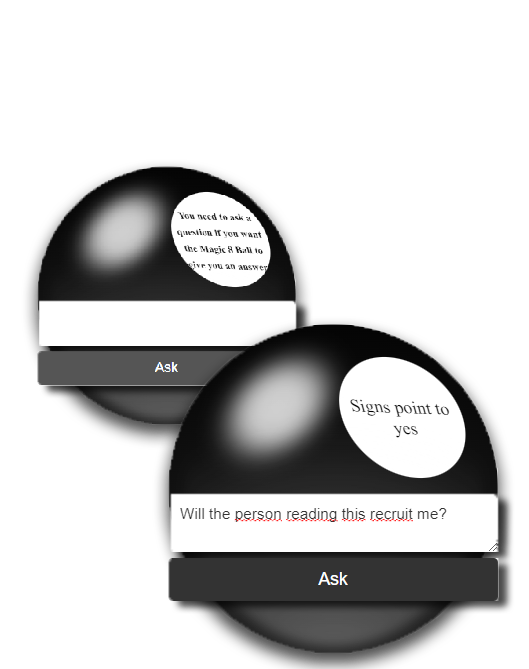 You need to ask a
question if you want
the Magic 8 Ball to
give you an answer
Ask
Signs point to
yes
Will the person reading this recruit me?
Ask